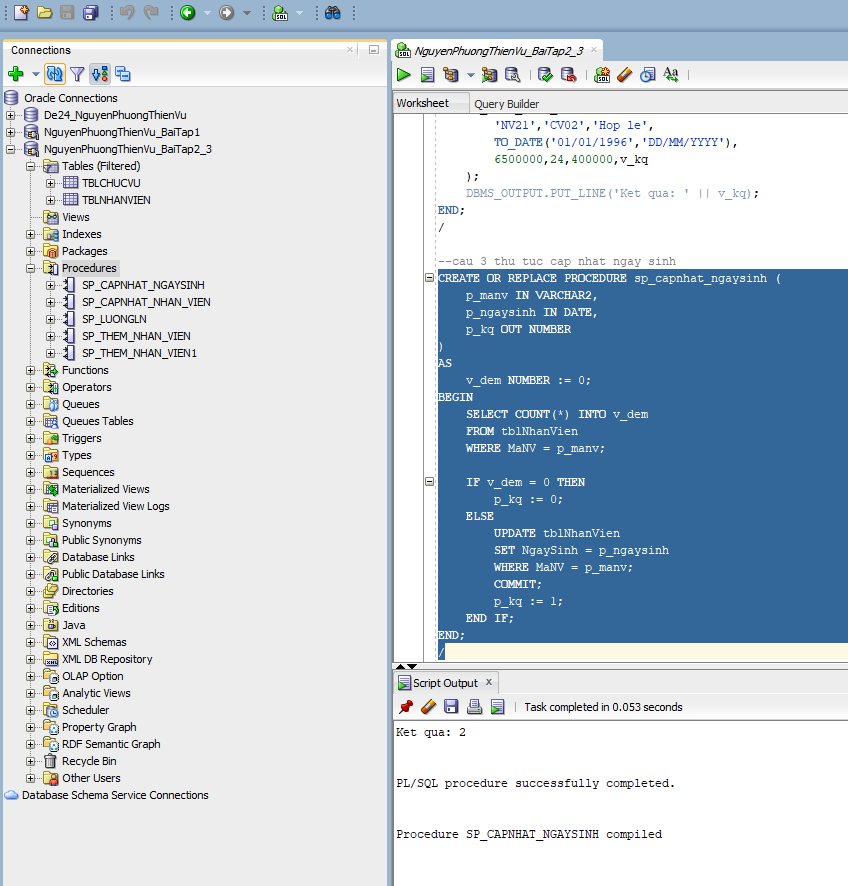 Connections
Oracle Connections
De24_NguyenPhuongThienVu
NguyenPhuongThienVu_BaiTap1
NguyenPhuongThienVu_BaiTap2_3
Tables (Filtered)
TBLCHUCVU
TBLNHANVIEN
Views
Indexes
Packages
Procedures
SP_CAPNHAT_NGAYSINH
SP_CAPNHAT_NHAN_VIEN
SP_LUONGLN
SP_THEM_NHAN_VIEN
SP_THEM_NHAN_VIEN1
Functions
Operators
Queues
Queues Tables
Triggers
Types
Sequences
Materialized Views
Materialized View Logs
Synonyms
Public Synonyms
Database Links
Public Database Links
Directories
Editions
Java
XML Schemas
XML DB Repository
OLAP Option
Analytic Views
Scheduler
Property Graph
RDF Semantic Graph
Recycle Bin
Other Users
Database Schema Service Connections
NguyenPhuongThienVu_BaiTap2_3
Worksheet Query Builder
'NV21','CV02','Hop le',
TO_DATE('01/01/1996','DD/MM/YYYY'),
6500000,24,400000,v_kq
);
DBMS_OUTPUT.PUT_LINE('Ket qua: ' || v_kq);
END;
/
--cau 3 thu tuc cap nhat ngay sinh
CREATE OR REPLACE PROCEDURE sp_capnhat_ngaysinh (
p_manv IN VARCHAR2,
p_ngaysinh IN DATE,
p_kq OUT NUMBER
)
AS
v_dem NUMBER := 0;
BEGIN
SELECT COUNT(*) INTO v_dem
FROM tblNhanVien
WHERE MaNV = p_manv;
IF v_dem = 0 THEN
p_kq := 0;
ELSE
UPDATE tblNhanVien
SET NgaySinh = p_ngaysinh
WHERE MaNV = p_manv;
COMMIT;
p_kq := 1;
END IF;
END;
/
Script Output
Task completed in 0.053 seconds
Ket qua: 2
PL/SQL procedure successfully completed.
Procedure SP_CAPNHAT_NGAYSINH compiled